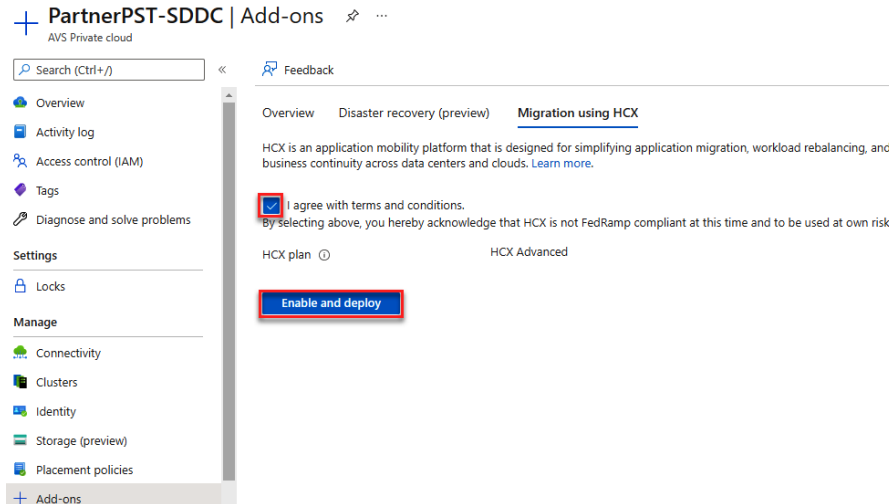 PartnerPST-SDDC | Add-ons ...
AVS Private cloud
Search (Ctrl+/) «
Overview
Activity log
Access control (IAM)
Tags
Diagnose and solve problems
Settings
Locks
Manage
Connectivity
Clusters
Identity
Storage (preview)
Placement policies
Add-ons
Feedback
Overview Disaster recovery (preview) Migration using HCX
HCX is an application mobility platform that is designed for simplifying application migration, workload rebalancing, and
business continuity across data centers and clouds. Learn more.
I agree with terms and conditions.
By selecting above, you hereby acknowledge that HCX is not FedRamp compliant at this time and to be used at own risk
HCX plan HCX Advanced
Enable and deploy